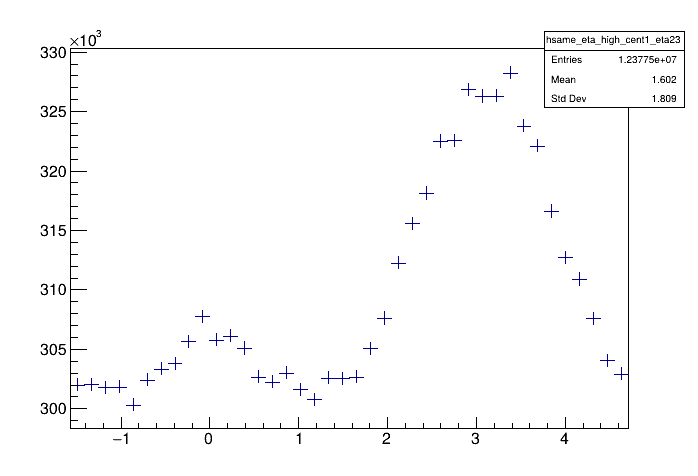 ×10³
hsame_eta_high_cent1_eta23
Entries 1.23775e+07
Mean 1.602
Std Dev 1.809
330
325
320
315
310
305
300
−1 0 1 2 3 4